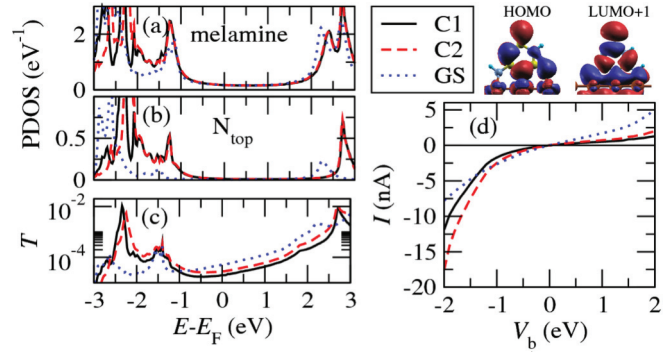 (a)
melamine
2
0
PDOS (eV⁻¹)
(b)
N_top
0.5
0
(c)
10⁻²
10⁻⁴
T
-3 -2 -1 0 1 2 3
E-E_F (eV)
C1
C2
GS
HOMO
LUMO+1
(d)
5
0
-5
-10
-15
-20
I (nA)
-2 -1 0 1 2
V_b (eV)